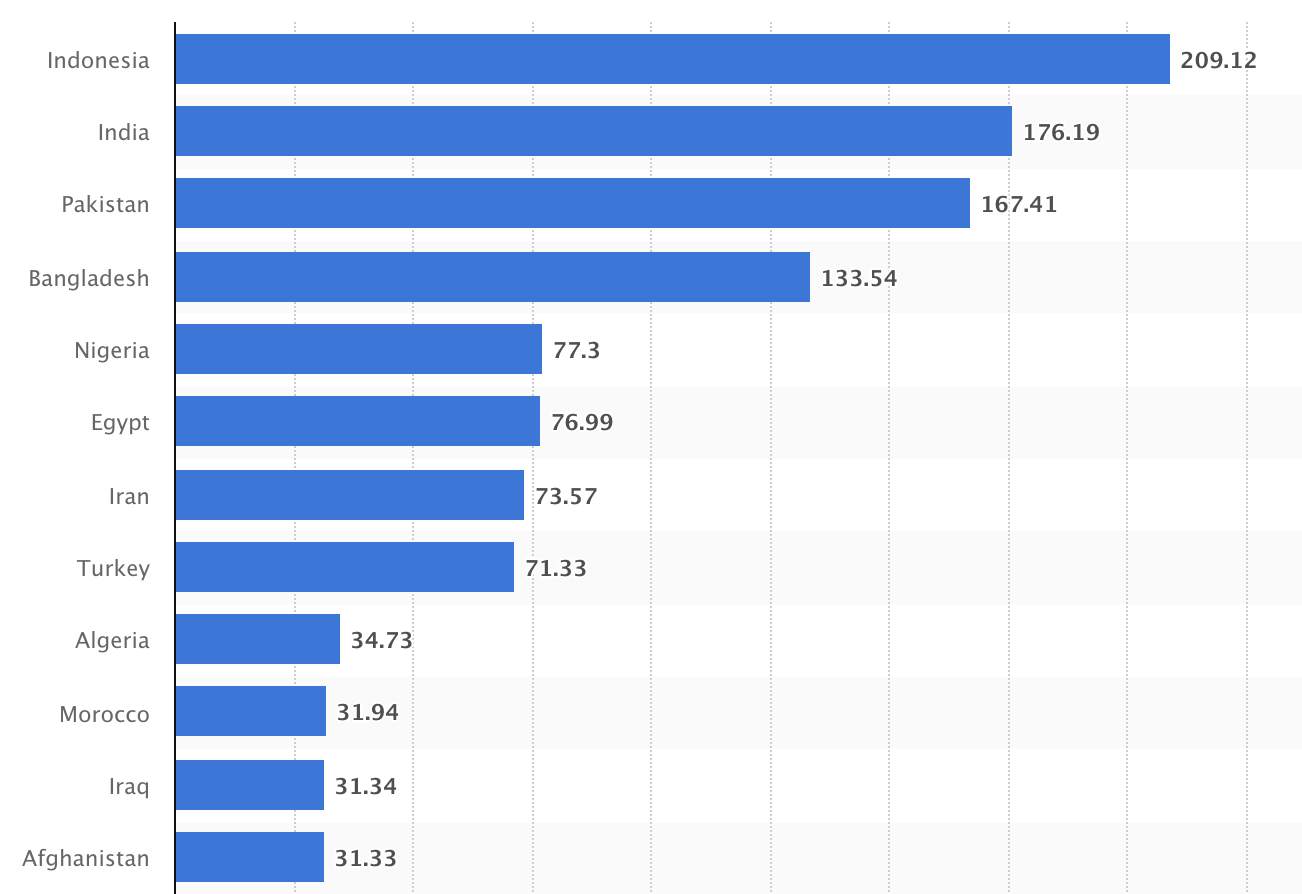 Indonesia 209.12
India 176.19
Pakistan 167.41
Bangladesh 133.54
Nigeria 77.3
Egypt 76.99
Iran 73.57
Turkey 71.33
Algeria 34.73
Morocco 31.94
Iraq 31.34
Afghanistan 31.33